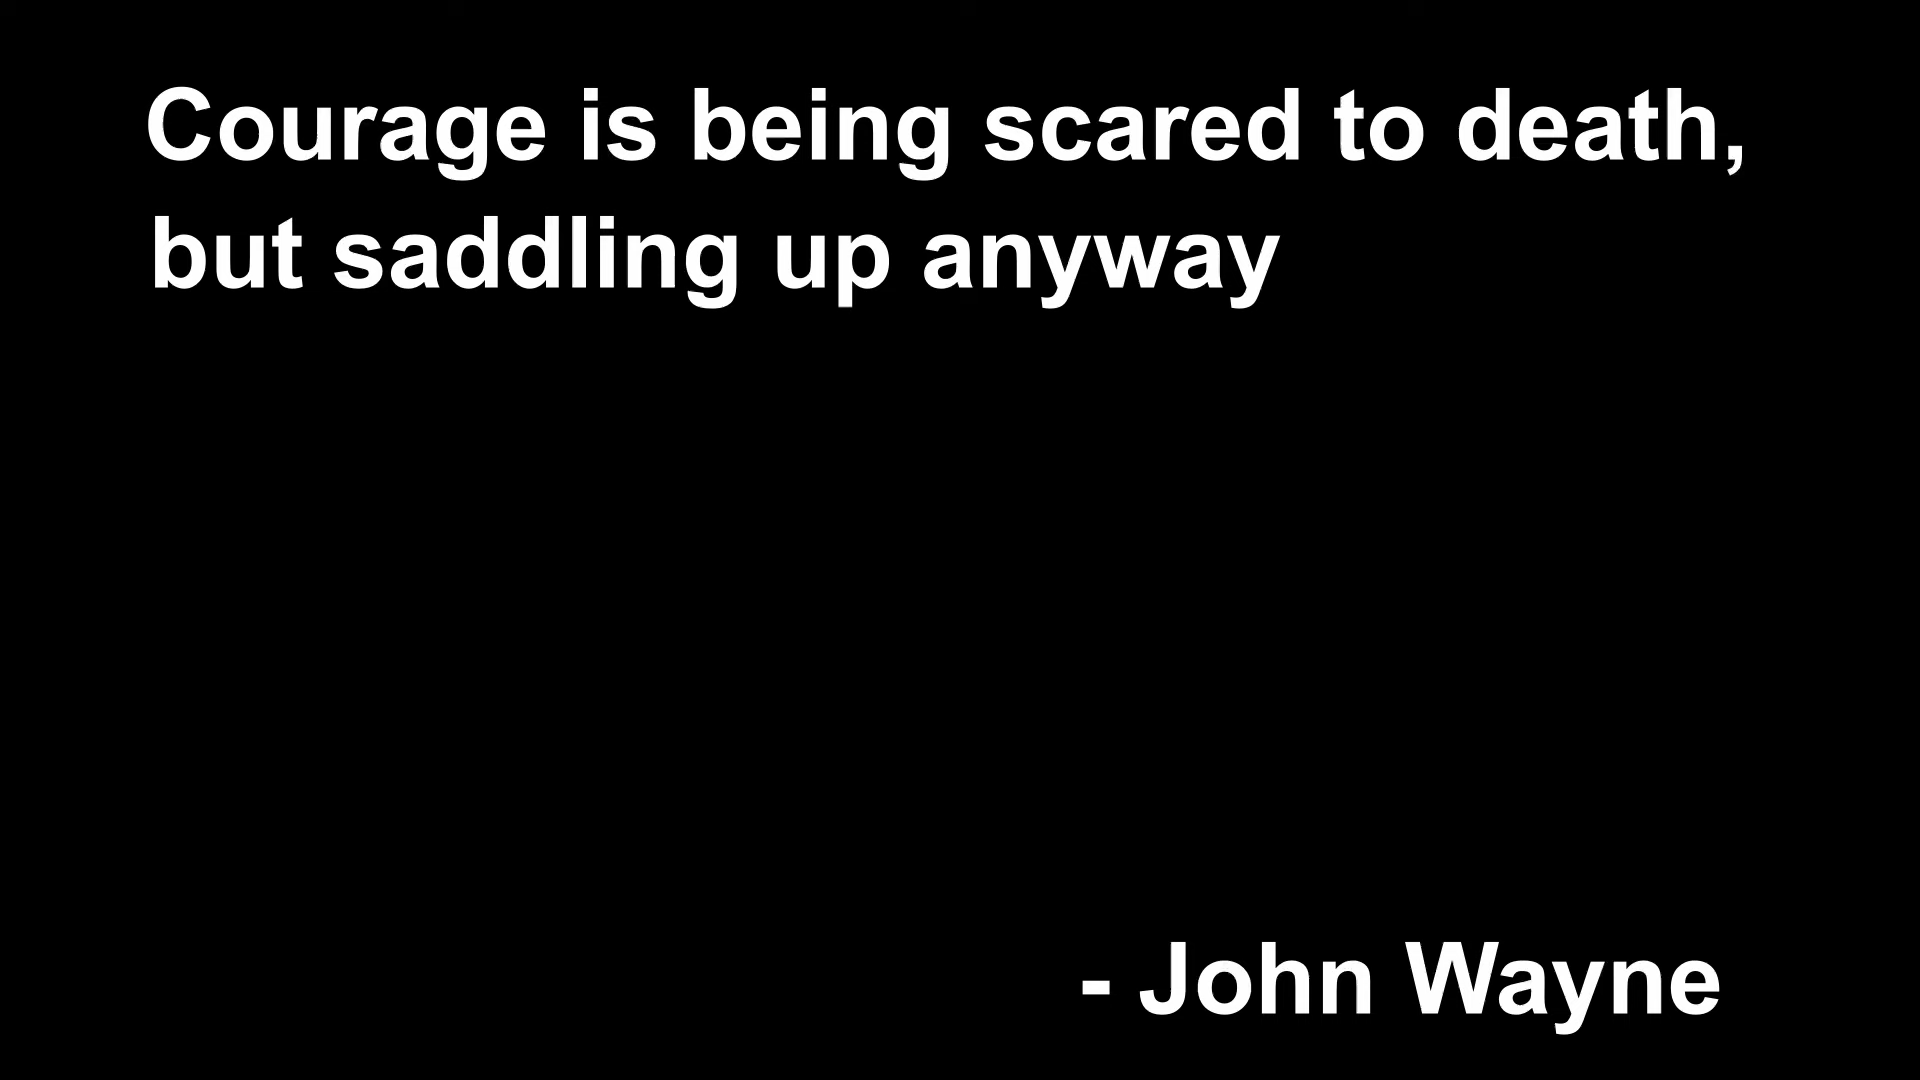 Courage is being scared to death,
but saddling up anyway
- John Wayne